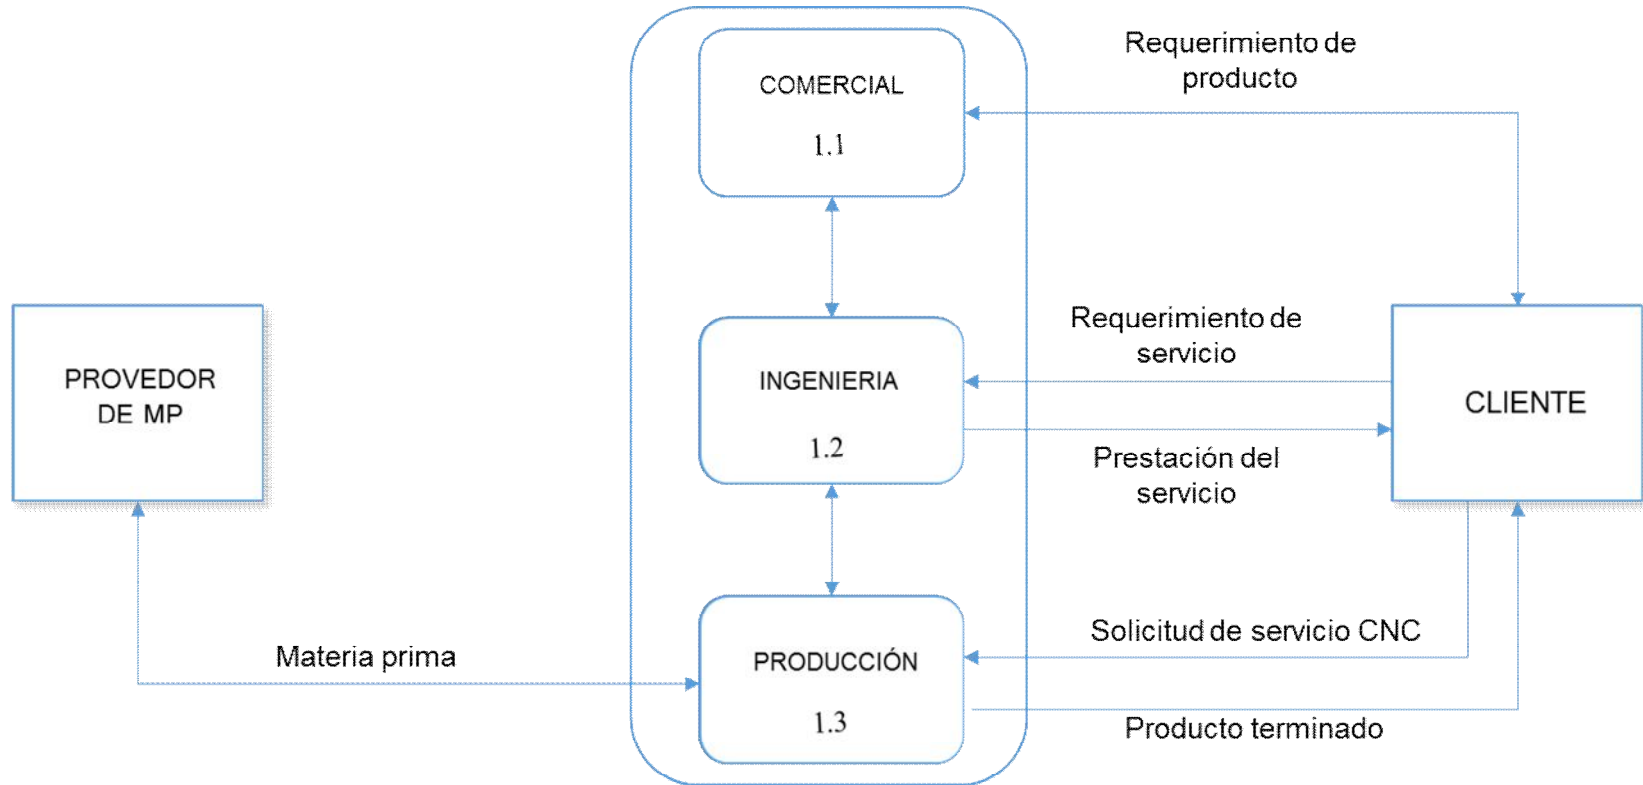 COMERCIAL
1.1
Requerimiento de
producto
PROVEDOR
DE MP
INGENIERIA
1.2
Requerimiento de
servicio
Prestación del
servicio
CLIENTE
Materia prima
PRODUCCIÓN
1.3
Solicitud de servicio CNC
Producto terminado